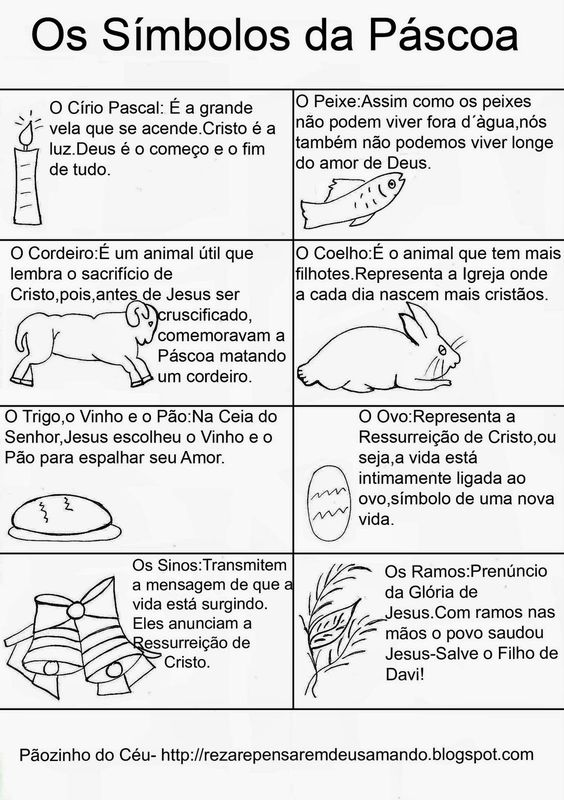 Os Símbolos da Páscoa
O Círio Pascal: É a grande
vela que se acende.Cristo é a
luz.Deus é o começo e o fim
de tudo.
O Peixe:Assim como os peixes
não podem viver fora d´àgua,nós
também não podemos viver longe
do amor de Deus.
O Cordeiro:É um animal útil que
lembra o sacrifício de
Cristo,pois,antes de Jesus ser
cruscificado,
comemoravam a
Páscoa matando
um cordeiro.
O Coelho:É o animal que tem mais
filhotes.Representa a Igreja onde
a cada dia nascem mais cristãos.
O Trigo,o Vinho e o Pão:Na Ceia do
Senhor,Jesus escolheu o Vinho e o
Pão para espalhar seu Amor.
O Ovo:Representa a
Ressurreição de Cristo,ou
seja,a vida está
intimamente ligada ao
ovo,símbolo de uma nova
vida.
Os Sinos:Transmitem
a mensagem de que a
vida está surgindo.
Eles anunciam a
Ressurreição de
Cristo.
Os Ramos:Prenúncio
da Glória de
Jesus.Com ramos nas
mãos o povo saudou
Jesus-Salve o Filho de
Davi!
Pãozinho do Céu- http://rezarepensaremdeusamando.blogspot.com